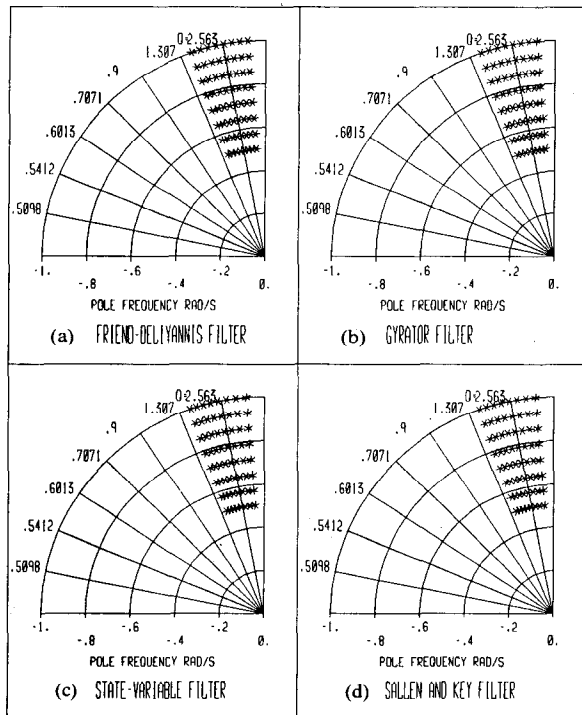 Q=2.563
1.307
.9
.7071
.6013
.5412
.5098
-1. -.8 -.6 -.4 -.2 0.
POLE FREQUENCY RAD/S
(a) FRIEND-DELIYANNIS FILTER
Q=2.563
1.307
.9
.7071
.6013
.5412
.5098
-1. -.8 -.6 -.4 -.2 0.
POLE FREQUENCY RAD/S
(b) GYRATOR FILTER
Q=2.563
1.307
.9
.7071
.6013
.5412
.5098
-1. -.8 -.6 -.4 -.2 0.
POLE FREQUENCY RAD/S
(c) STATE-VARIABLE FILTER
Q=2.563
1.307
.9
.7071
.6013
.5412
.5098
-1. -.8 -.6 -.4 -.2 0.
POLE FREQUENCY RAD/S
(d) SALLEN AND KEY FILTER